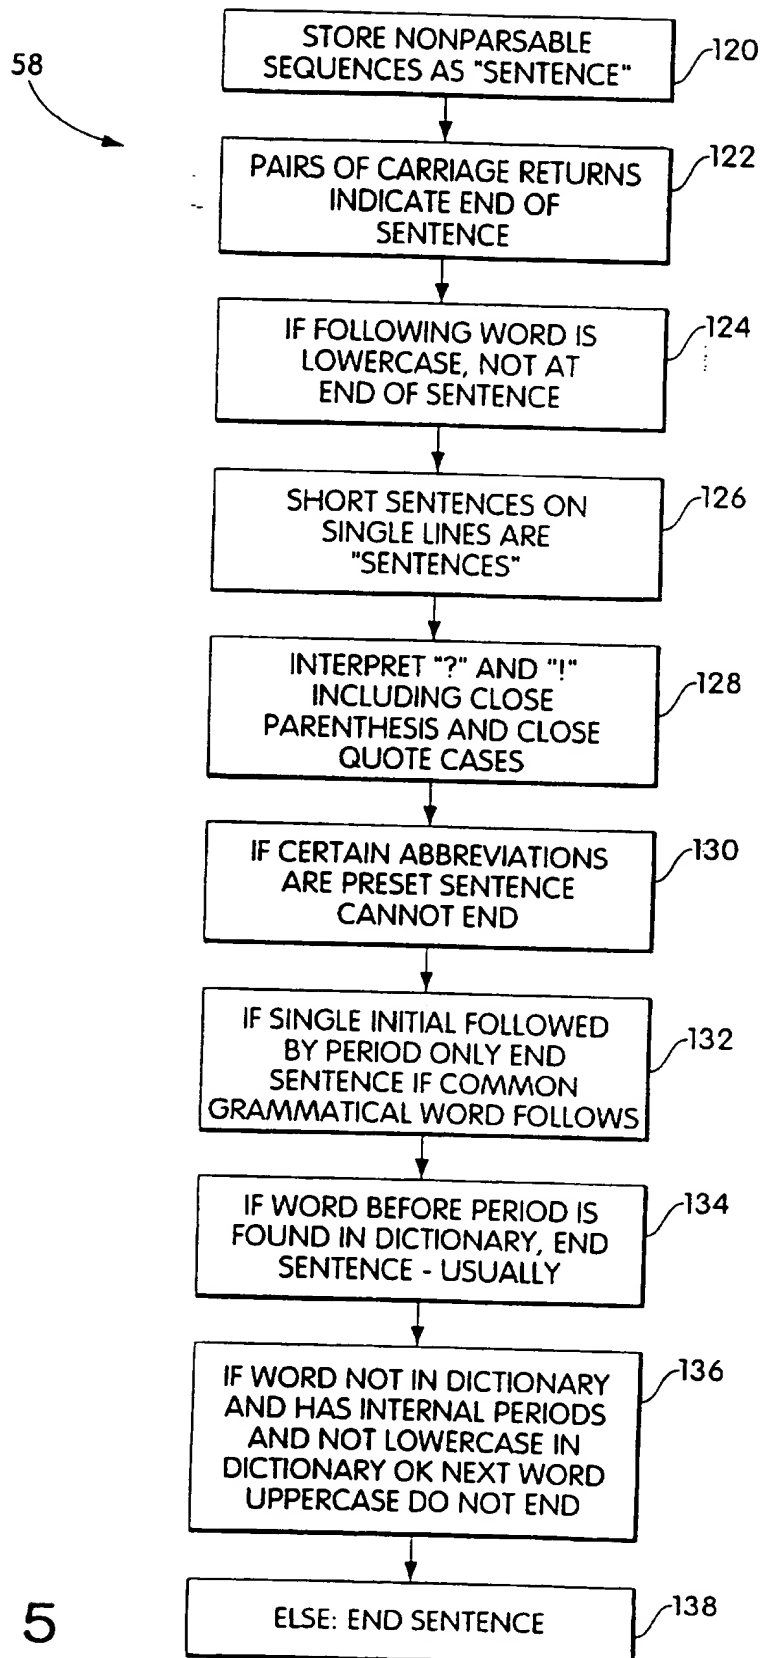 58
STORE NONPARSABLE
SEQUENCES AS "SENTENCE"
120
PAIRS OF CARRIAGE RETURNS
INDICATE END OF
SENTENCE
122
IF FOLLOWING WORD IS
LOWERCASE, NOT AT
END OF SENTENCE
124
SHORT SENTENCES ON
SINGLE LINES ARE
"SENTENCES"
126
INTERPRET "?" AND "!"
INCLUDING CLOSE
PARENTHESIS AND CLOSE
QUOTE CASES
128
IF CERTAIN ABBREVIATIONS
ARE PRESET SENTENCE
CANNOT END
130
IF SINGLE INITIAL FOLLOWED
BY PERIOD ONLY END
SENTENCE IF COMMON
GRAMMATICAL WORD FOLLOWS
132
IF WORD BEFORE PERIOD IS
FOUND IN DICTIONARY, END
SENTENCE - USUALLY
134
IF WORD NOT IN DICTIONARY
AND HAS INTERNAL PERIODS
AND NOT LOWERCASE IN
DICTIONARY OK NEXT WORD
UPPERCASE DO NOT END
136
ELSE: END SENTENCE
138
5